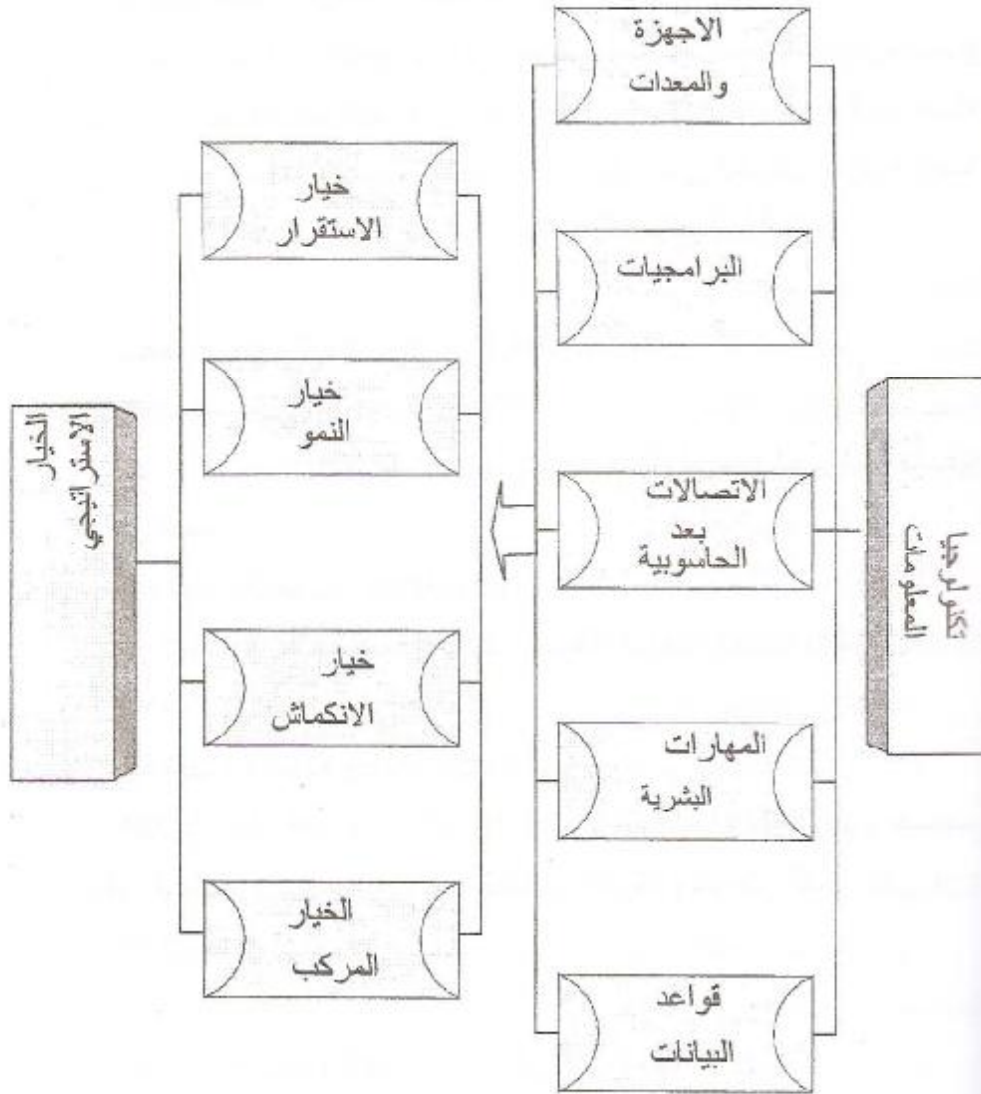 تكنولوجيا
المعلومات
الاجهزة
والمعدات
البرامجيات
الاتصالات
بعد
الحاسوبية
المهارات
البشرية
قواعد
البيانات
خيار
الاستقرار
خيار
النمو
خيار
الانكماش
الخيار
المركب
الخيار
الاستراتيجي